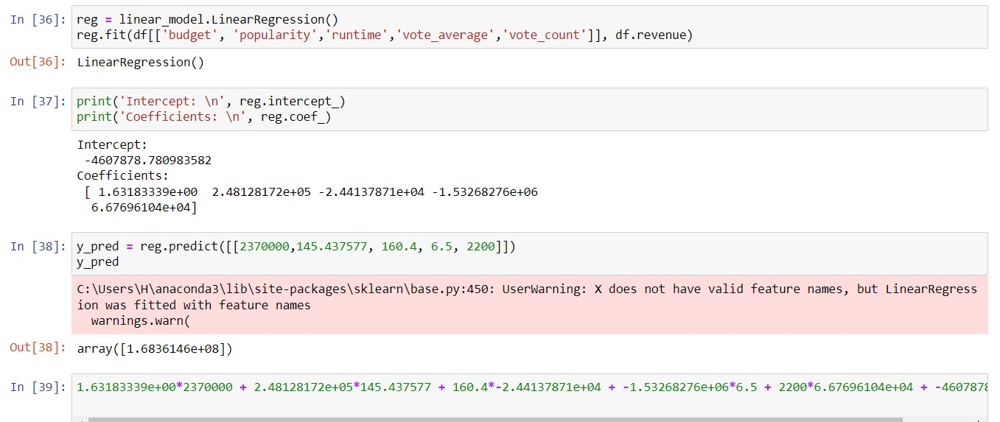 In [36]: reg = linear_model.LinearRegression()
reg.fit(df[['budget', 'popularity','runtime','vote_average','vote_count']], df.revenue)
Out[36]: LinearRegression()
In [37]: print('Intercept: \n', reg.intercept_)
print('Coefficients: \n', reg.coef_)
Intercept:
-4607878.780983582
Coefficients:
[ 1.63183339e+00  2.48128172e+05 -2.44137871e+04 -1.53268276e+06
6.67696104e+04]
In [38]: y_pred = reg.predict([[2370000,145.437577, 160.4, 6.5, 2200]])
y_pred
C:\Users\H\anaconda3\lib\site-packages\sklearn\base.py:450: UserWarning: X does not have valid feature names, but LinearRegress
ion was fitted with feature names
warnings.warn(
Out[38]: array([1.6836146e+08])
In [39]: 1.63183339e+00*2370000 + 2.48128172e+05*145.437577 + 160.4*-2.44137871e+04 + -1.53268276e+06*6.5 + 2200*6.67696104e+04 + -460787